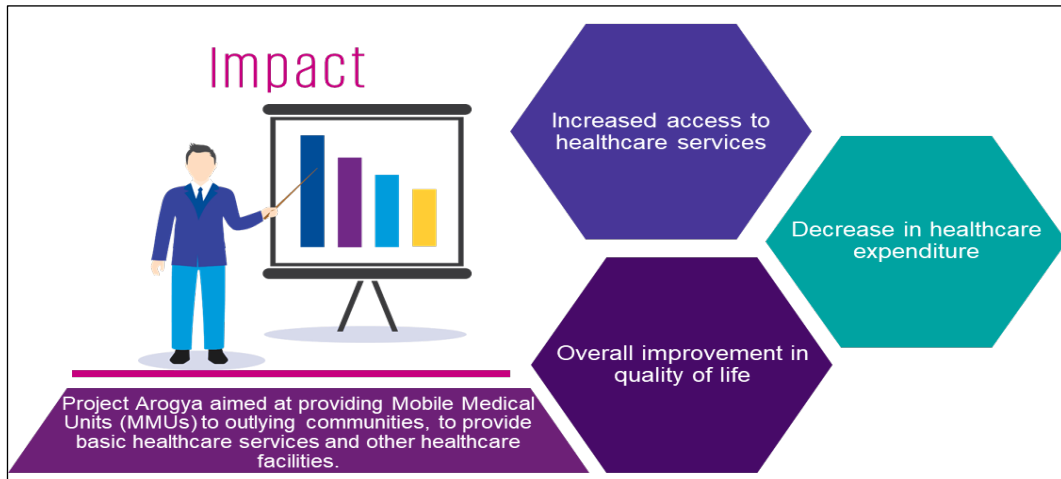 Impact
Increased access to
healthcare services
Decrease in healthcare
expenditure
Overall improvement in
quality of life
Project Arogya aimed at providing Mobile Medical
Units (MMUs) to outlying communities, to provide
basic healthcare services and other healthcare
facilities.